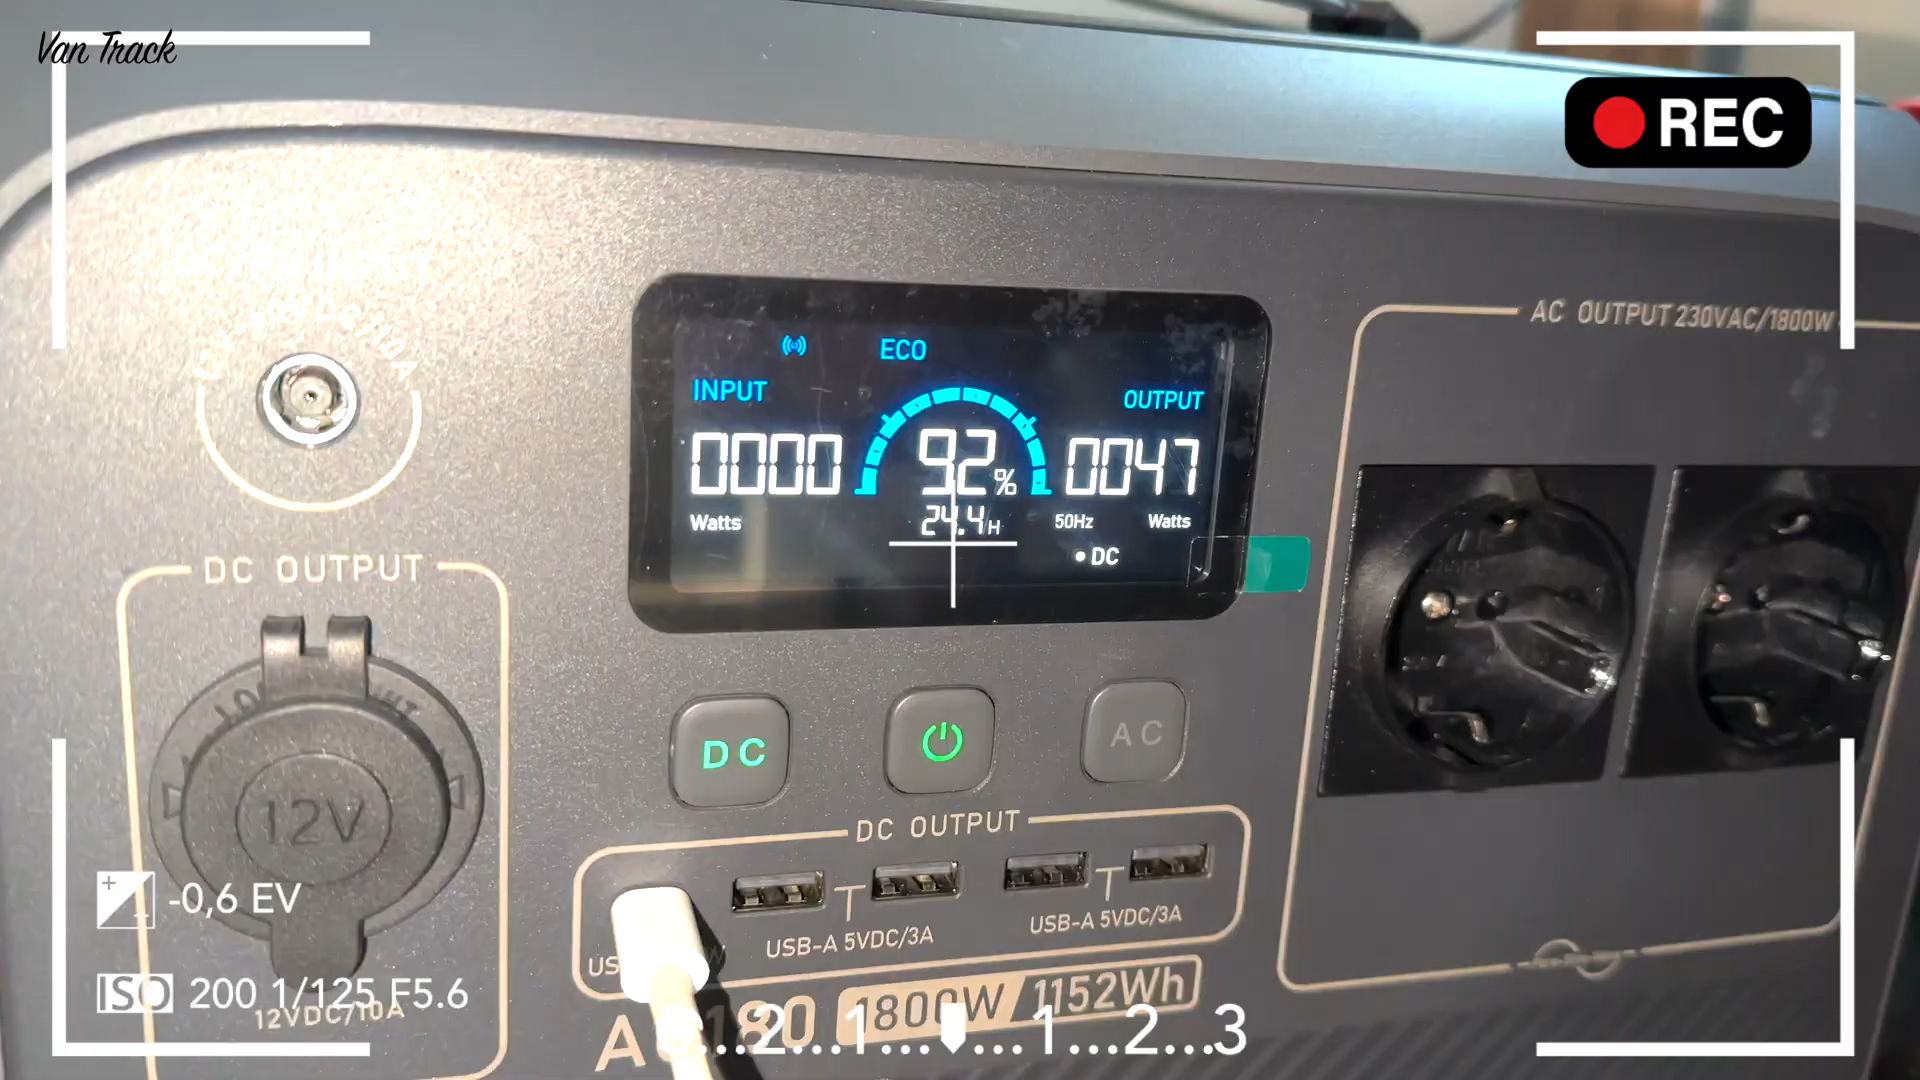 Van Track
REC
AC OUTPUT 230VAC/1800W
ECO
INPUT
OUTPUT
0000
92%
0047
Watts
24.4H
50Hz
Watts
DC
DC OUTPUT
12V
DC
AC
DC OUTPUT
USB-A 5VDC/3A
USB-A 5VDC/3A
-0,6 EV
ISO 200 1/125 F5.6
12VDC/10A
1800W/1152Wh
...2...1......1...2...3